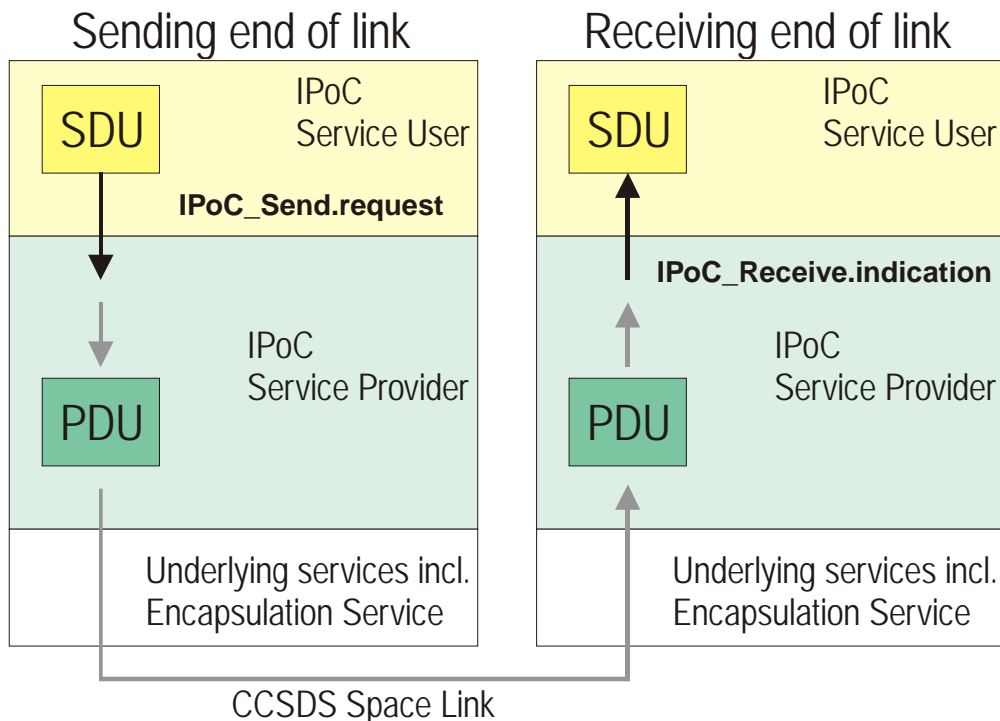 Sending end of link
IPoC
Service User
SDU
IPoC_Send.request
IPoC
Service Provider
PDU
Underlying services incl.
Encapsulation Service
Receiving end of link
IPoC
Service User
SDU
IPoC_Receive.indication
IPoC
Service Provider
PDU
Underlying services incl.
Encapsulation Service
CCSDS Space Link